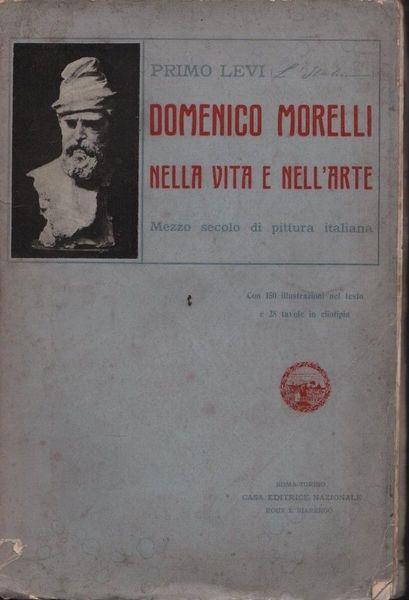 PRIMO LEVI
DOMENICO MORELLI
NELLA VITA E NELL'ARTE
Mezzo secolo di pittura italiana
Con 150 illustrazioni nel testo
e 28 tavole in eliotipia
ROMA-TORINO
CASA EDITRICE NAZIONALE
ROUX E VIARENGO